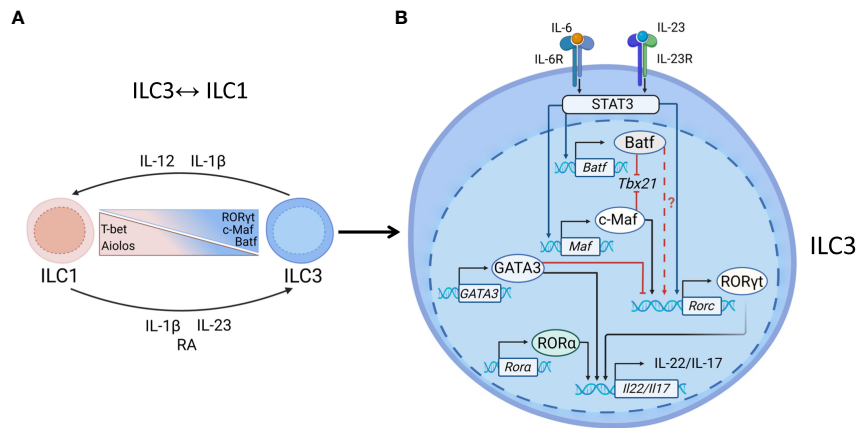 A
ILC3↔ ILC1
IL-12 IL-1β
T-bet
Aiolos
RORγt
c-Maf
Batf
ILC1
ILC3
IL-1β IL-23
RA
B
IL-6
IL-23
IL-6R
IL-23R
STAT3
Batf
Batf
Tbx21
?
c-Maf
Maf
ILC3
GATA3
GATA3
RORγt
Rorc
RORα
Rorα
IL-22/IL-17
Il22/Il17